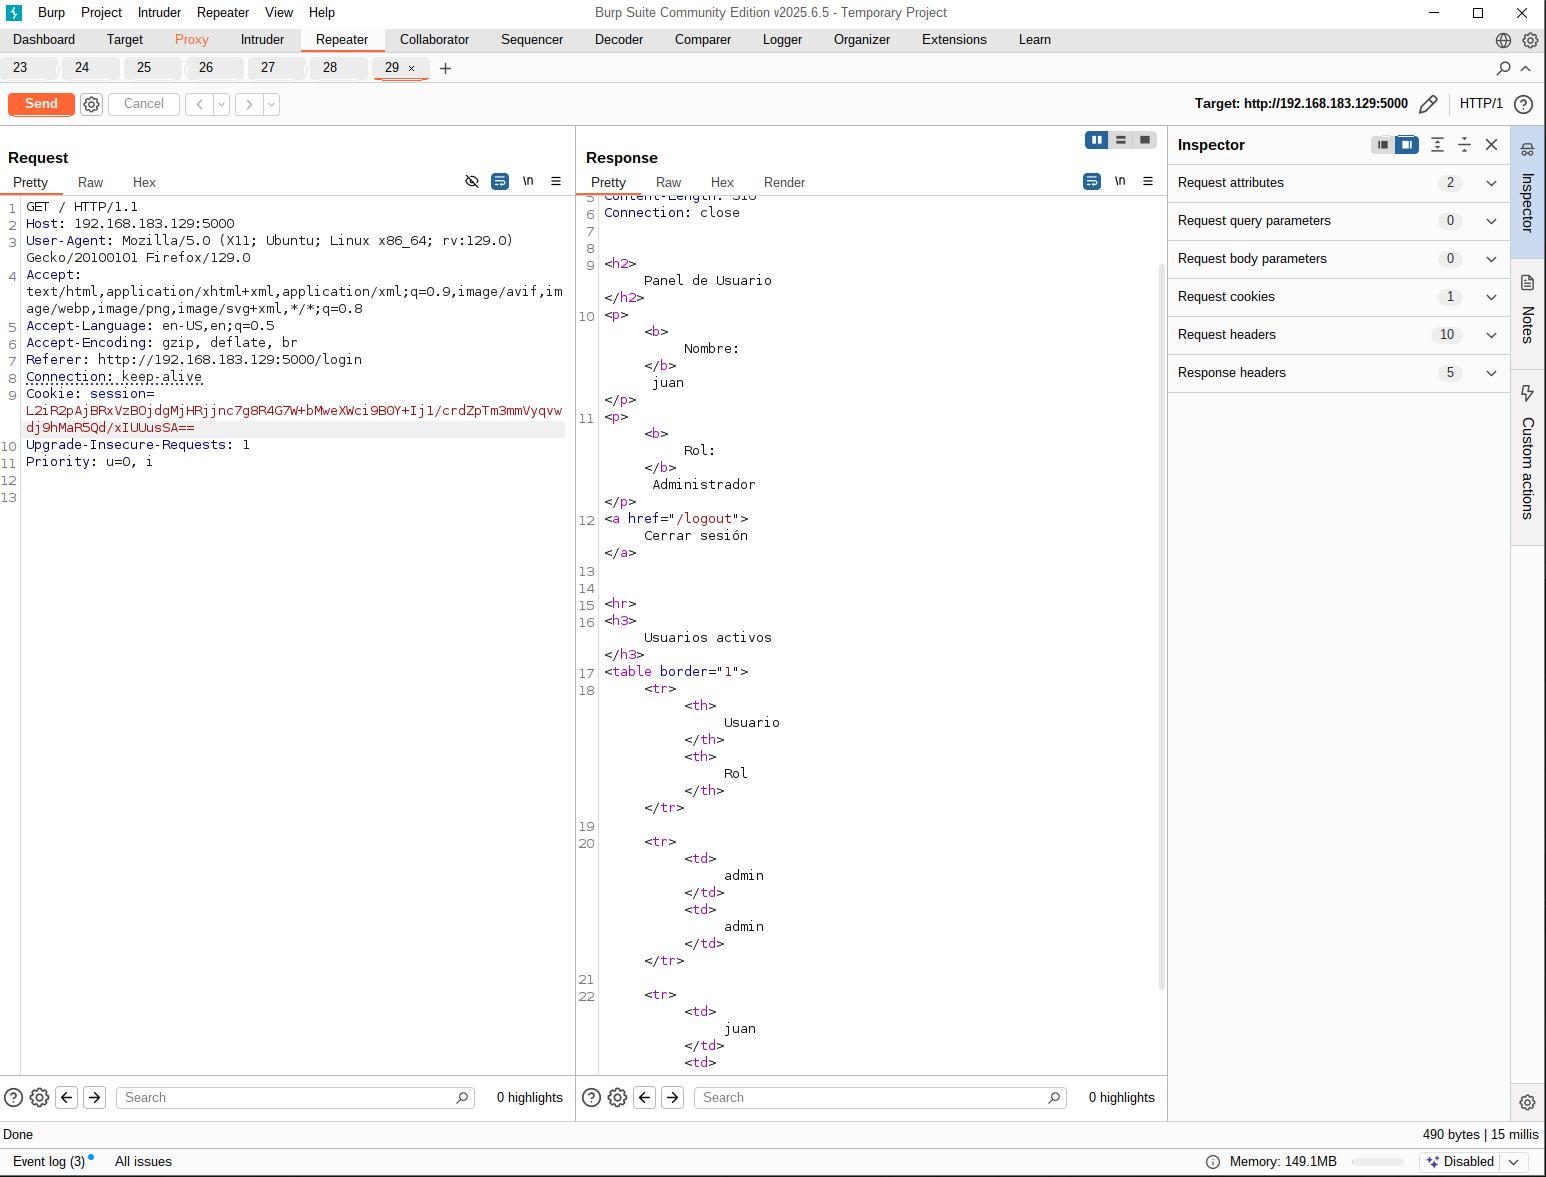 Burp Project Intruder Repeater View Help
Burp Suite Community Edition v2025.6.5 - Temporary Project
Dashboard Target Proxy Intruder Repeater Collaborator Sequencer Decoder Comparer Logger Organizer Extensions Learn
23 24 25 26 27 28 29 × +
Send Cancel < >
Target: http://192.168.183.129:5000 HTTP/1 ?
Request
Pretty Raw Hex \n
1 GET / HTTP/1.1
2 Host: 192.168.183.129:5000
3 User-Agent: Mozilla/5.0 (X11; Ubuntu; Linux x86_64; rv:129.0)
Gecko/20100101 Firefox/129.0
4 Accept:
text/html,application/xhtml+xml,application/xml;q=0.9,image/avif,im
age/webp,image/png,image/svg+xml,*/*;q=0.8
5 Accept-Language: en-US,en;q=0.5
6 Accept-Encoding: gzip, deflate, br
7 Referer: http://192.168.183.129:5000/login
8 Connection: keep-alive
9 Cookie: session=
L2iR2pAjBRxVzBOjdgMjHRjjnc7g8R4G7W+bMweXWci9B0Y+Ij1/crdZpTm3mmVyqvw
dj9hMaR5Qd/xIUUusSA==
10 Upgrade-Insecure-Requests: 1
11 Priority: u=0, i
12
13
Response
Pretty Raw Hex Render \n
5 Content-Length: 316
6 Connection: close
7
8
9 <h2>
Panel de Usuario
</h2>
10 <p>
<b>
Nombre:
</b>
juan
</p>
11 <p>
<b>
Rol:
</b>
Administrador
</p>
12 <a href="/logout">
Cerrar sesión
</a>
13
14
15 <hr>
16 <h3>
Usuarios activos
</h3>
17 <table border="1">
18 <tr>
<th>
Usuario
</th>
<th>
Rol
</th>
</tr>
19
20 <tr>
<td>
admin
</td>
<td>
admin
</td>
</tr>
21
22 <tr>
<td>
juan
</td>
<td>
Inspector
Request attributes 2
Request query parameters 0
Request body parameters 0
Request cookies 1
Request headers 10
Response headers 5
Inspector
Notes
Custom actions
? Search 0 highlights
? Search 0 highlights
Done
490 bytes | 15 millis
Event log (3) All issues
Memory: 149.1MB
Disabled